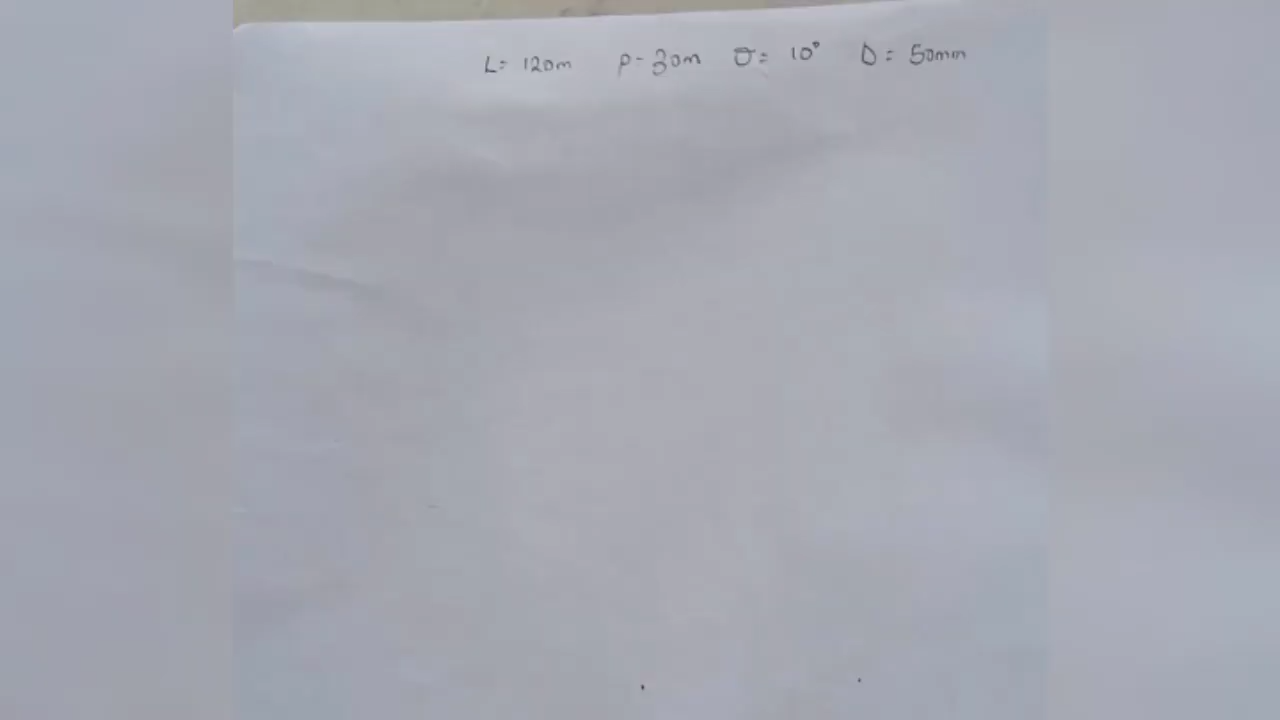 L= 120m P- 30m σ= 10° D= 50mm